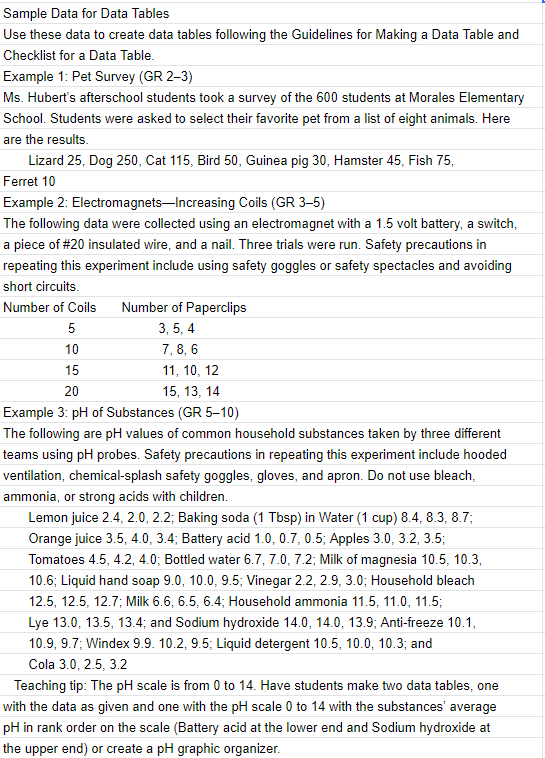 Sample Data for Data Tables
Use these data to create data tables following the Guidelines for Making a Data Table and
Checklist for a Data Table.
Example 1: Pet Survey (GR 2–3)
Ms. Hubert's afterschool students took a survey of the 600 students at Morales Elementary
School. Students were asked to select their favorite pet from a list of eight animals. Here
are the results.
Lizard 25, Dog 250, Cat 115, Bird 50, Guinea pig 30, Hamster 45, Fish 75,
Ferret 10
Example 2: Electromagnets—Increasing Coils (GR 3–5)
The following data were collected using an electromagnet with a 1.5 volt battery, a switch,
a piece of #20 insulated wire, and a nail. Three trials were run. Safety precautions in
repeating this experiment include using safety goggles or safety spectacles and avoiding
short circuits.
Number of Coils Number of Paperclips
5 3, 5, 4
10 7, 8, 6
15 11, 10, 12
20 15, 13, 14
Example 3: pH of Substances (GR 5–10)
The following are pH values of common household substances taken by three different
teams using pH probes. Safety precautions in repeating this experiment include hooded
ventilation, chemical-splash safety goggles, gloves, and apron. Do not use bleach,
ammonia, or strong acids with children.
Lemon juice 2.4, 2.0, 2.2; Baking soda (1 Tbsp) in Water (1 cup) 8.4, 8.3, 8.7;
Orange juice 3.5, 4.0, 3.4; Battery acid 1.0, 0.7, 0.5; Apples 3.0, 3.2, 3.5;
Tomatoes 4.5, 4.2, 4.0; Bottled water 6.7, 7.0, 7.2; Milk of magnesia 10.5, 10.3,
10.6; Liquid hand soap 9.0, 10.0, 9.5; Vinegar 2.2, 2.9, 3.0; Household bleach
12.5, 12.5, 12.7; Milk 6.6, 6.5, 6.4; Household ammonia 11.5, 11.0, 11.5;
Lye 13.0, 13.5, 13.4; and Sodium hydroxide 14.0, 14.0, 13.9; Anti-freeze 10.1,
10.9, 9.7; Windex 9.9. 10.2, 9.5; Liquid detergent 10.5, 10.0, 10.3; and
Cola 3.0, 2.5, 3.2
Teaching tip: The pH scale is from 0 to 14. Have students make two data tables, one
with the data as given and one with the pH scale 0 to 14 with the substances' average
pH in rank order on the scale (Battery acid at the lower end and Sodium hydroxide at
the upper end) or create a pH graphic organizer.